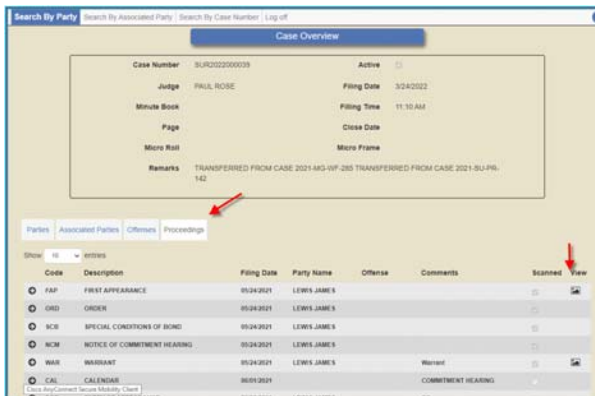 Search By Party Search By Associated Party Search By Case Number Log off
Case Overview
Case Number SUR2022000039 Active
Judge PAUL ROSE Filing Date 3/24/2022
Minute Book Filing Time 11:10 AM
Page Close Date
Micro Roll Micro Frame
Remarks TRANSFERRED FROM CASE 2021-MG-WF-285 TRANSFERRED FROM CASE 2021-SU-PR-
142
Parties Associated Parties Offenses Proceedings
Show 10 entries
Code Description Filing Date Party Name Offense Comments Scanned View
FAP FIRST APPEARANCE 05/24/2021 LEWIS JAMES
ORD ORDER 05/24/2021 LEWIS JAMES
SCB SPECIAL CONDITIONS OF BOND 05/24/2021 LEWIS JAMES
NCM NOTICE OF COMMITMENT HEARING 05/24/2021 LEWIS JAMES
WAR WARRANT 05/24/2021 LEWIS JAMES Warrant
CAL CALENDAR 06/01/2021 COMMITMENT HEARING
Cisco AnyConnect Secure Mobility Client